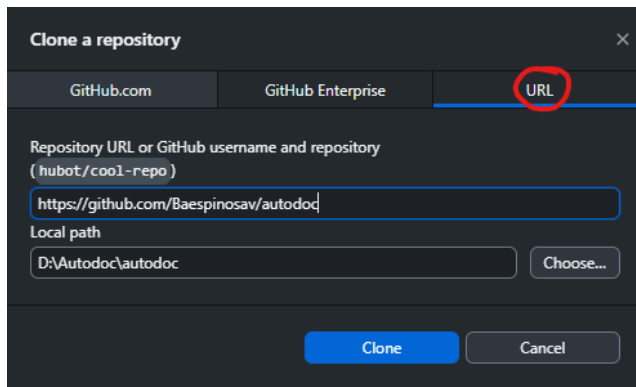 Clone a repository
GitHub.com
GitHub Enterprise
URL
Repository URL or GitHub username and repository
(hubot/cool-repo)
https://github.com/Baespinosav/autodoc
Local path
D:\Autodoc\autodoc
Choose...
Clone
Cancel